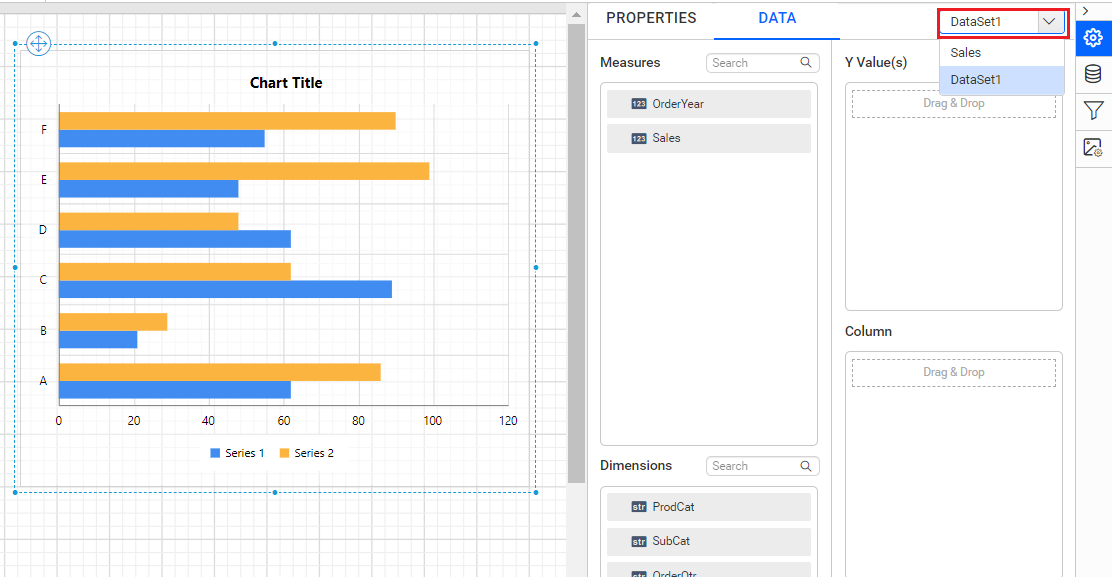 PROPERTIES
DATA
DataSet1
Sales
DataSet1
Measures
Search
Y Value(s)
Drag & Drop
123 OrderYear
123 Sales
Chart Title
F
E
D
C
B
A
0 20 40 60 80 100 120
Series 1 Series 2
Column
Drag & Drop
Dimensions
Search
str ProdCat
str SubCat
str OrderQtr